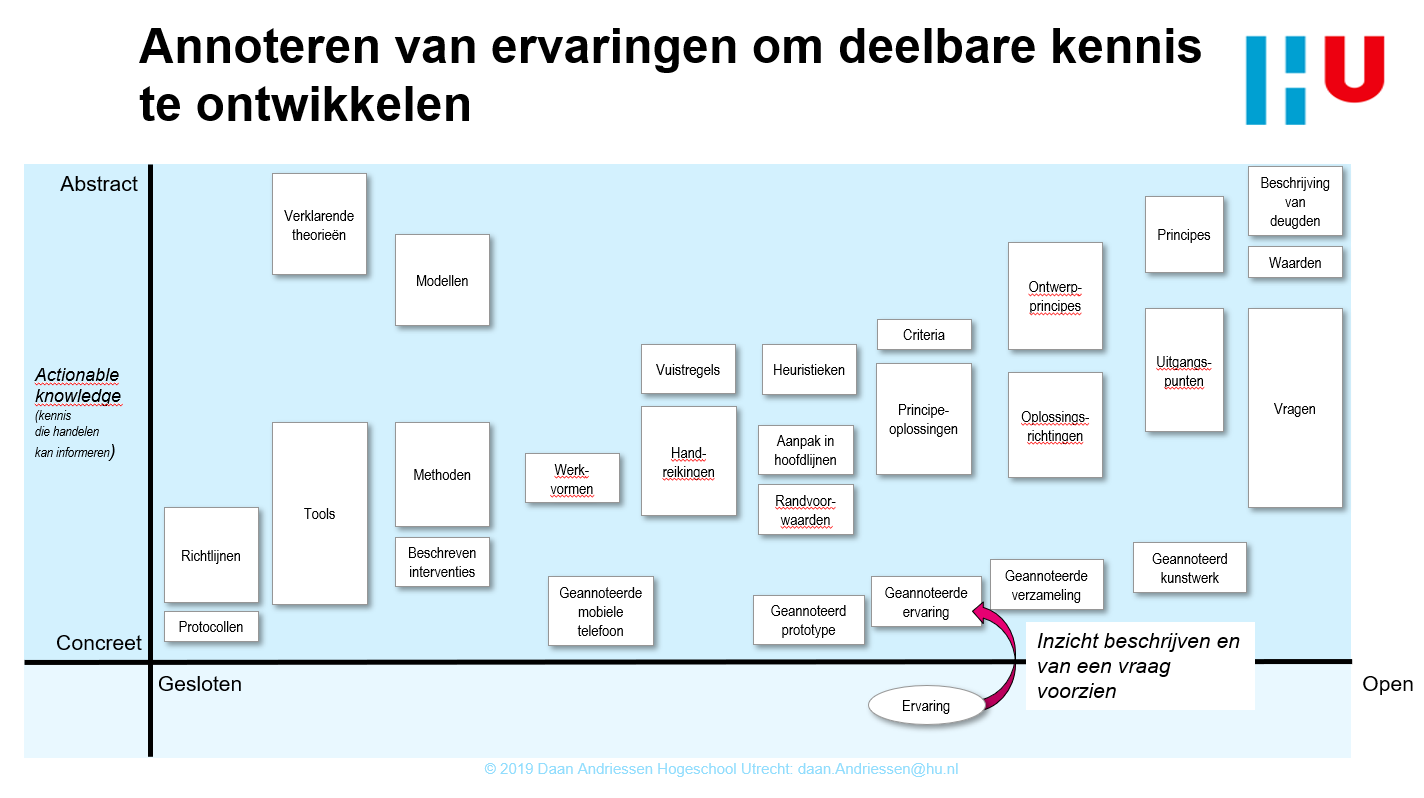 Annoteren van ervaringen om deelbare kennis
te ontwikkelen
HU
Abstract
Actionable
knowledge
(kennis
die handelen
kan informeren)
Concreet
Gesloten
Open
Verklarende
theorieën
Modellen
Richtlijnen
Protocollen
Tools
Methoden
Beschreven
interventies
Werk-
vormen
Geannoteerde
mobiele
telefoon
Vuistregels
Hand-
reikingen
Heuristieken
Aanpak in
hoofdlijnen
Randvoor-
waarden
Geannoteerd
prototype
Criteria
Principe-
oplossingen
Geannoteerde
ervaring
Ontwerp-
principes
Oplossings-
richtingen
Geannoteerde
verzameling
Principes
Uitgangs-
punten
Geannoteerd
kunstwerk
Beschrijving
van
deugden
Waarden
Vragen
Ervaring
Inzicht beschrijven en
van een vraag
voorzien
© 2019 Daan Andriessen Hogeschool Utrecht: daan.Andriessen@hu.nl